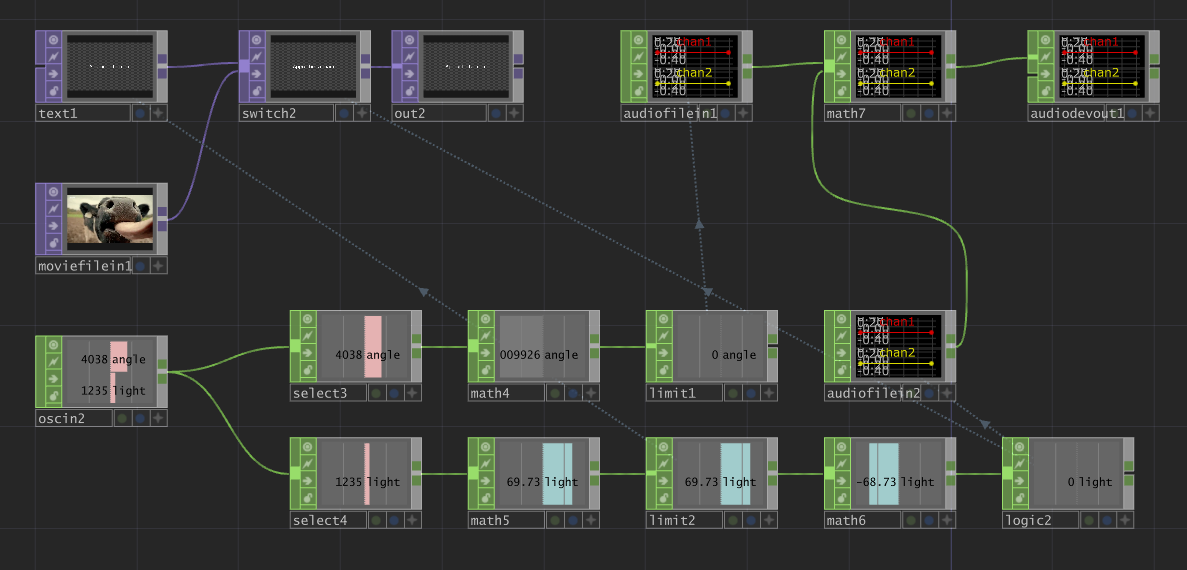 0.20 chan1
-0.00
-0.40
0.20 chan2
-0.00
-0.40
0.20 chan1
-0.00
-0.40
0.20 chan2
-0.00
-0.40
0.20 chan1
-0.00
-0.40
0.20 chan2
-0.00
-0.40
text1
switch2
out2
audiofilein1
math7
audiodevout1
moviefilein1
4038 angle
1235 light
oscin2
4038 angle
select3
009926 angle
math4
0 angle
limit1
0.20 chan1
-0.00
-0.40
0.20 chan2
-0.00
-0.40
audiofilein2
1235 light
select4
69.73 light
math5
69.73 light
limit2
-68.73 light
math6
0 light
logic2